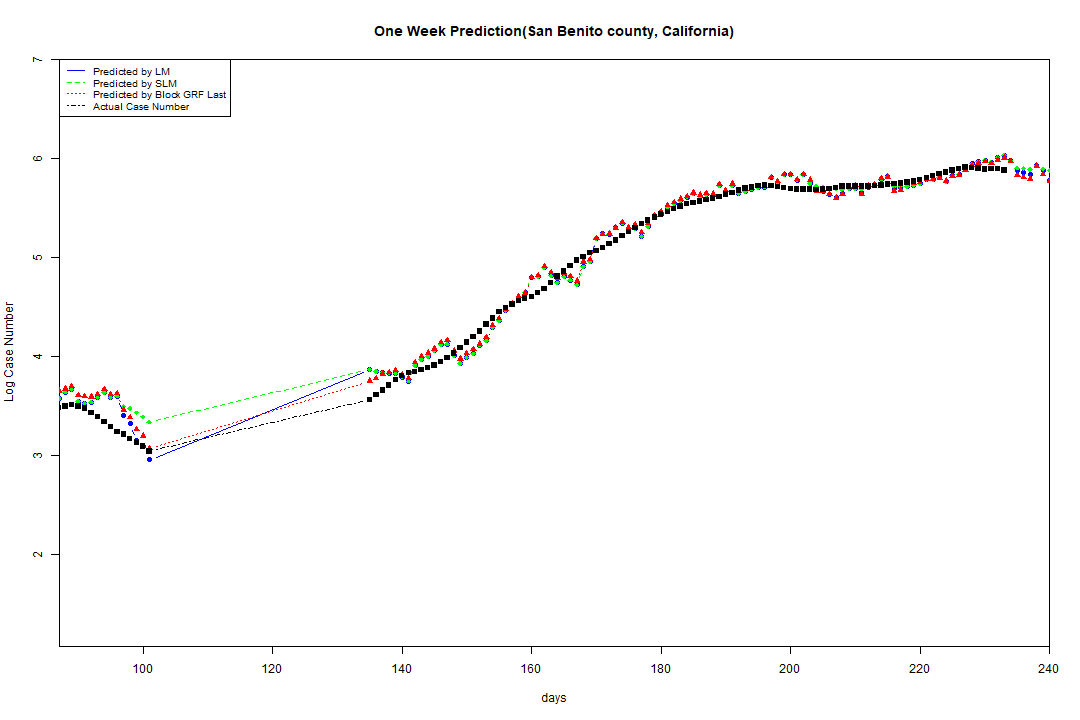 One Week Prediction(San Benito county, California)
Predicted by LM
Predicted by SLM
Predicted by Block GRF Last
Actual Case Number
7
6
5
4
3
2
Log Case Number
100 120 140 160 180 200 220 240
days